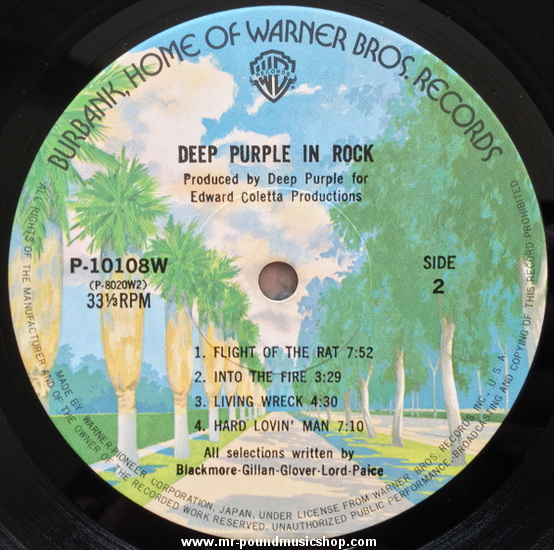 BURBANK, HOME OF WARNER BROS. RECORDS
WB
RECORDS
DEEP PURPLE IN ROCK
Produced by Deep Purple for
Edward Coletta Productions
P-10108W
(P-8020W2)
33⅓RPM
SIDE
2
1. FLIGHT OF THE RAT 7:52
2. INTO THE FIRE 3:29
3. LIVING WRECK 4:30
4. HARD LOVIN' MAN 7:10
All selections written by
Blackmore-Gillan-Glover-Lord-Paice
MADE BY WARNER-PIONEER CORPORATION, JAPAN, UNDER LICENSE FROM WARNER BROS. RECORDS INC., U.S.A.
ALL RIGHTS OF THE MANUFACTURER AND OF THE OWNER OF THE RECORDED WORK RESERVED. UNAUTHORIZED PUBLIC PERFORMANCE, BROADCASTING AND COPYING OF THIS RECORD PROHIBITED.
www.mr-poundmusicshop.com